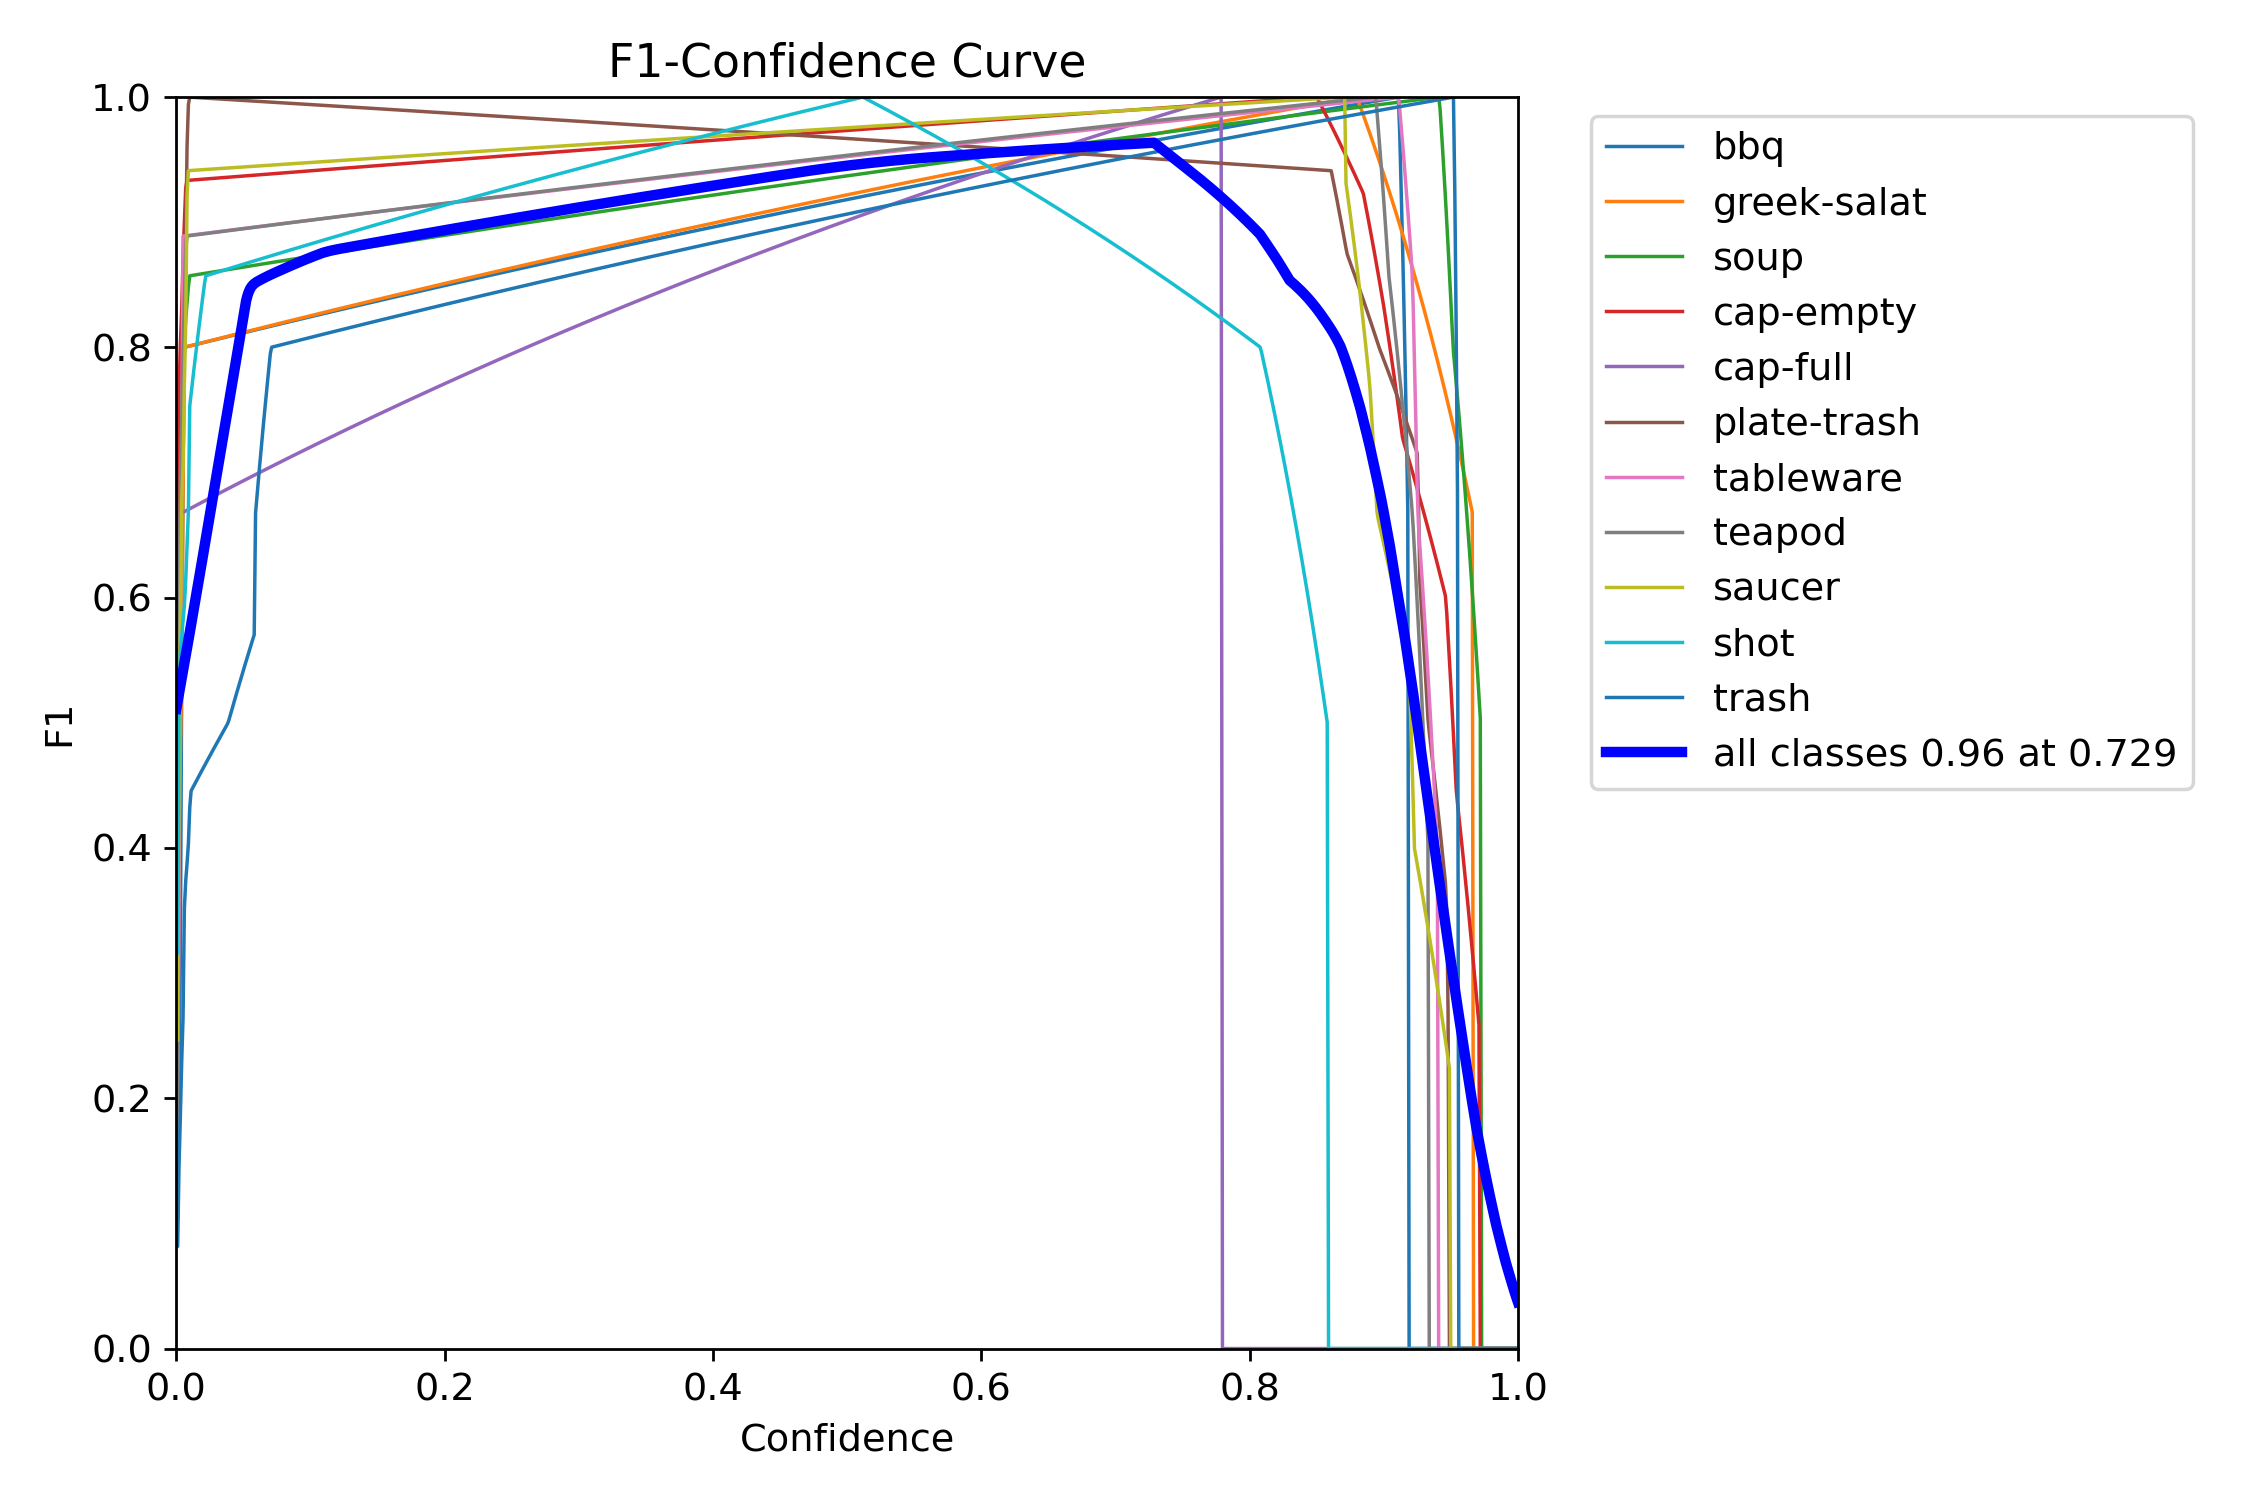 F1-Confidence Curve
1.0
0.8
0.6
0.4
0.2
0.0
F1
0.0 0.2 0.4 0.6 0.8 1.0
Confidence
bbq
greek-salat
soup
cap-empty
cap-full
plate-trash
tableware
teapod
saucer
shot
trash
all classes 0.96 at 0.729